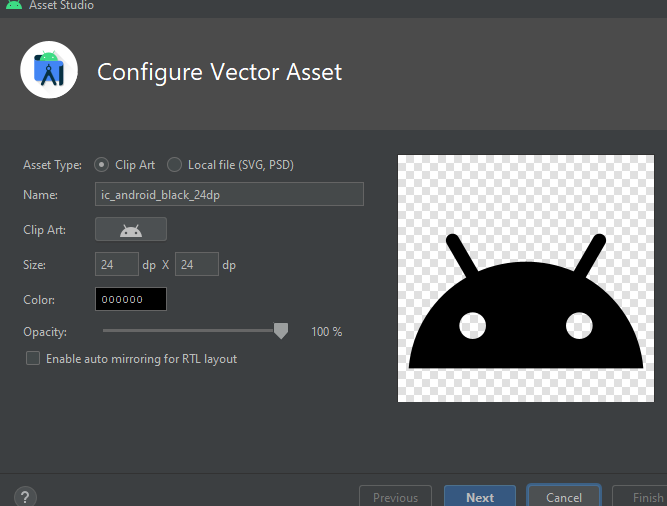 Asset Studio
Configure Vector Asset
Asset Type: Clip Art Local file (SVG, PSD)
Name: ic_android_black_24dp
Clip Art:
Size: 24 dp X 24 dp
Color: 000000
Opacity: 100 %
Enable auto mirroring for RTL layout
? Previous Next Cancel Finish